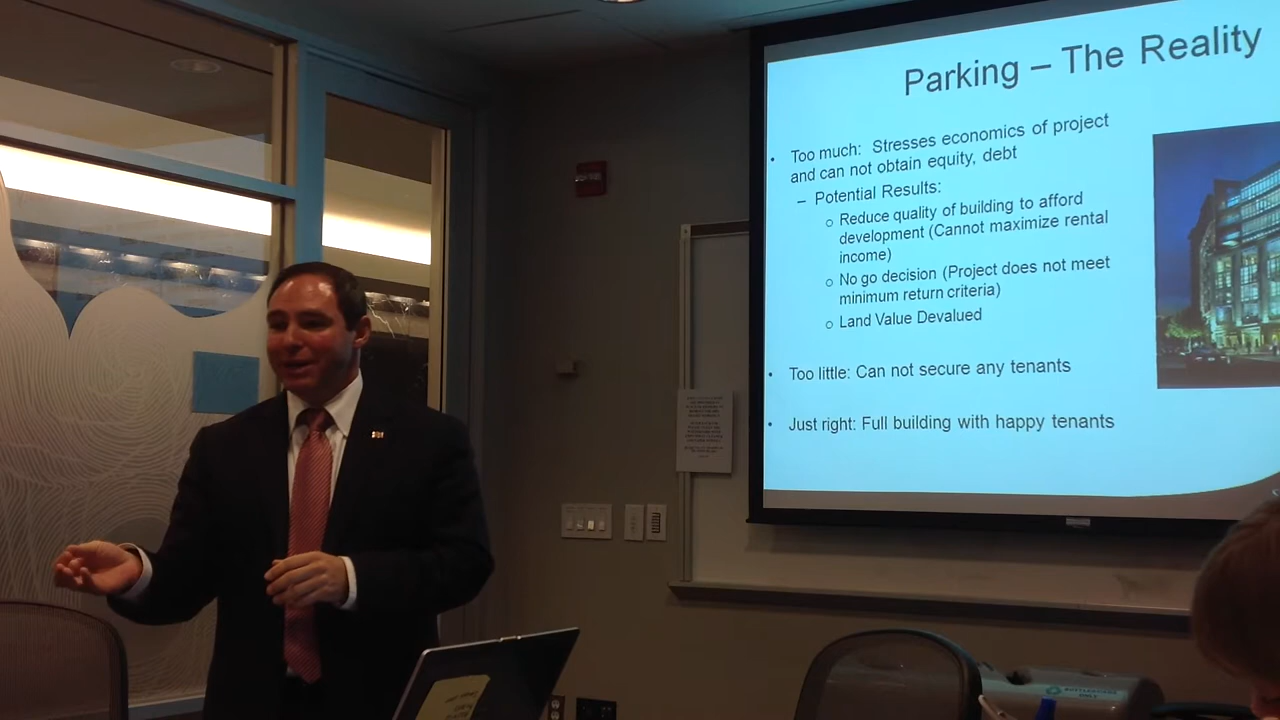 Parking – The Reality
• Too much: Stresses economics of project
and can not obtain equity, debt
– Potential Results:
○ Reduce quality of building to afford
development (Cannot maximize rental
income)
○ No go decision (Project does not meet
minimum return criteria)
○ Land Value Devalued
• Too little: Can not secure any tenants
• Just right: Full building with happy tenants
ONLY